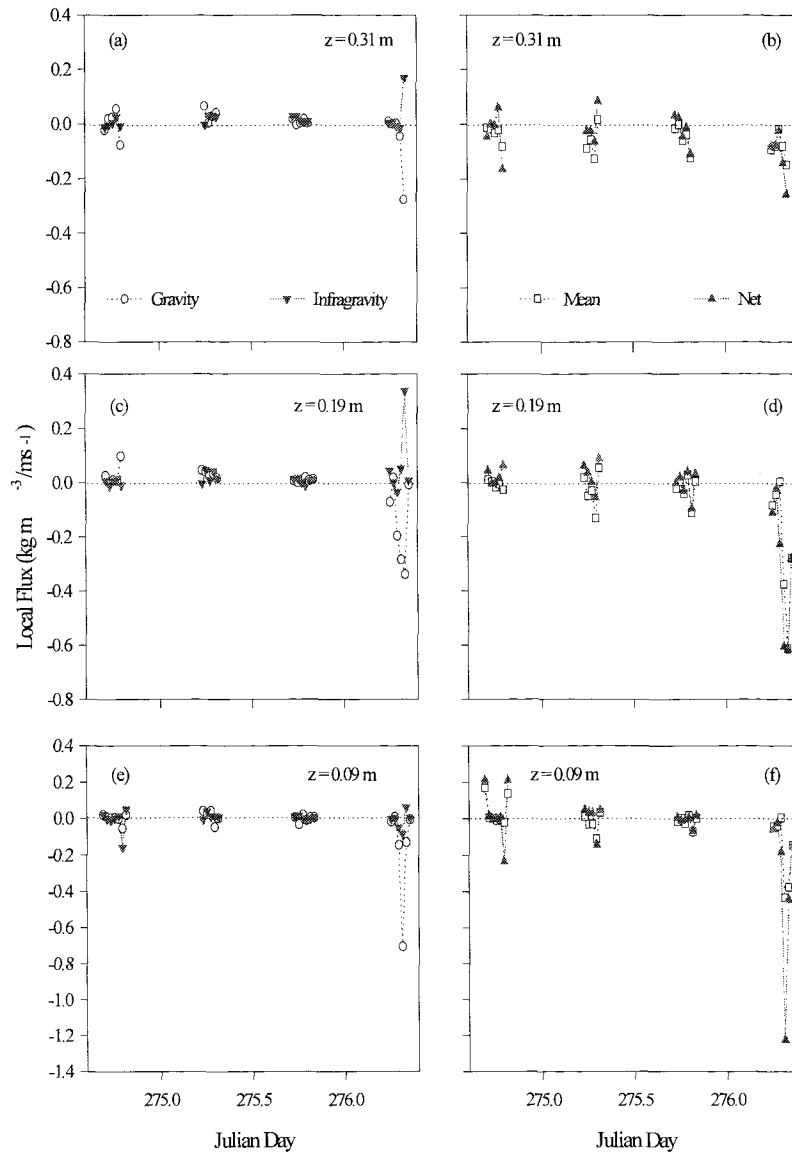 0.4
(a)
z = 0.31 m
0.2
0.0
-0.2
-0.4
-0.6
Gravity
Infragravity
-0.8
(b)
z = 0.31 m
Mean
Net
0.4
(c)
z = 0.19 m
0.2
0.0
-0.2
-0.4
-0.6
-0.8
z = 0.19 m
(d)
Local Flux (kg m -3/ms -1)
0.4
(e)
z = 0.09 m
0.2
0.0
-0.2
-0.4
-0.6
-0.8
-1.0
-1.2
-1.4
275.0
275.5
276.0
Julian Day
z = 0.09 m
(f)
275.0
275.5
276.0
Julian Day